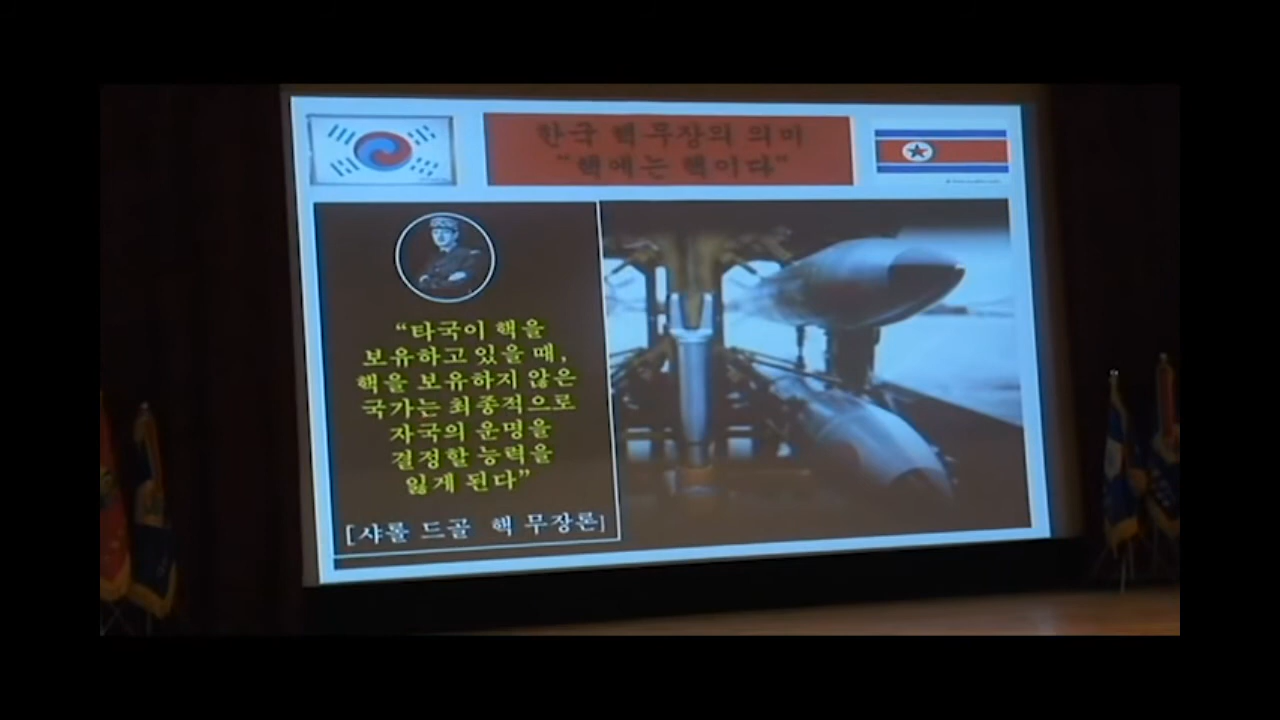 한국 핵무장의 의미
"핵에는 핵이다"
“타국이 핵을
보유하고 있을 때,
핵을 보유하지 않은
국가는 최종적으로
자국의 운명을
결정할 능력을
잃게 된다”
[샤롤 드골 핵 무장론]